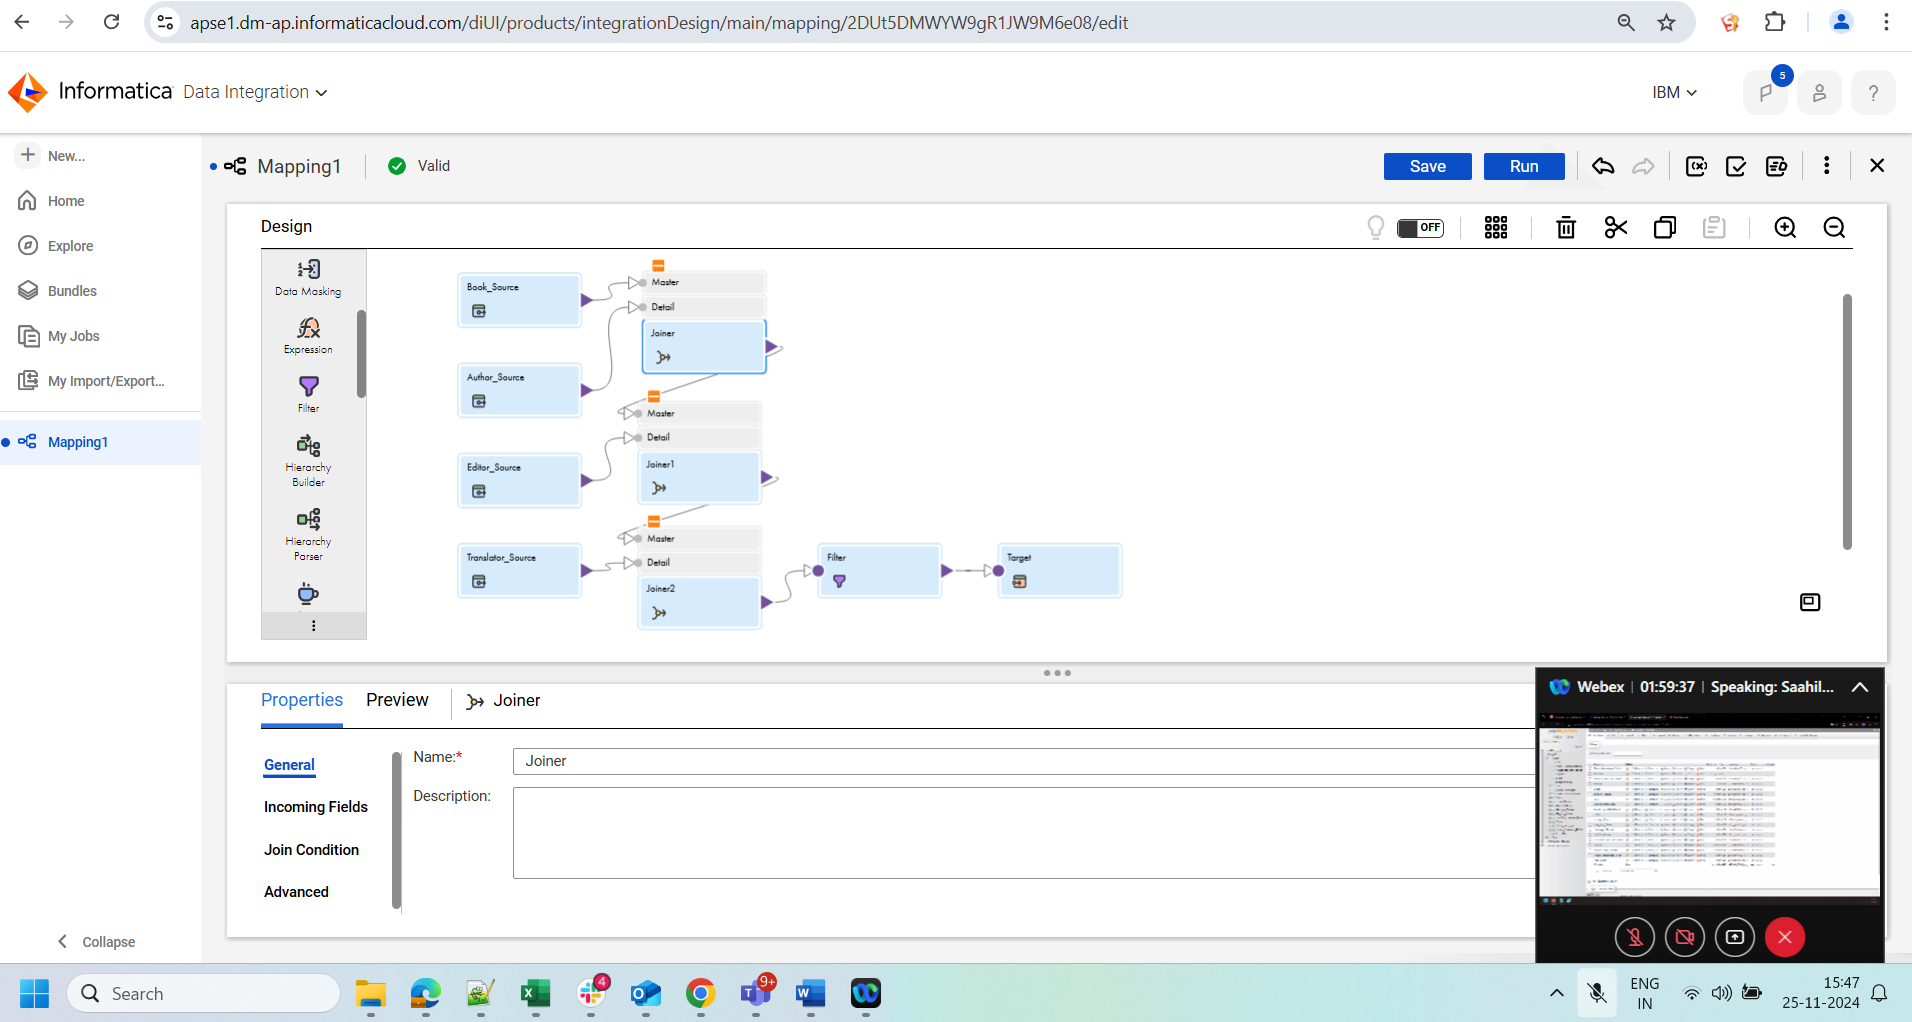 apse1.dm-ap.informaticacloud.com/diUI/products/integrationDesign/main/mapping/2DUt5DMWYW9gR1JW9M6e08/edit
Informatica Data Integration
IBM
5
?
New...
Home
Explore
Bundles
My Jobs
My Import/Export...
Mapping1
Collapse
Mapping1
Valid
Save
Run
Design
OFF
Data Masking
Expression
Filter
Hierarchy
Builder
Hierarchy
Parser
Book_Source
Author_Source
Editor_Source
Translator_Source
Master
Detail
Joiner
Master
Detail
Joiner1
Master
Detail
Joiner2
Filter
Target
Properties
Preview
Joiner
General
Incoming Fields
Join Condition
Advanced
Name:*
Joiner
Description:
Webex | 01:59:37 | Speaking: Saahil...
Search
4
9+
ENG
IN
15:47
25-11-2024